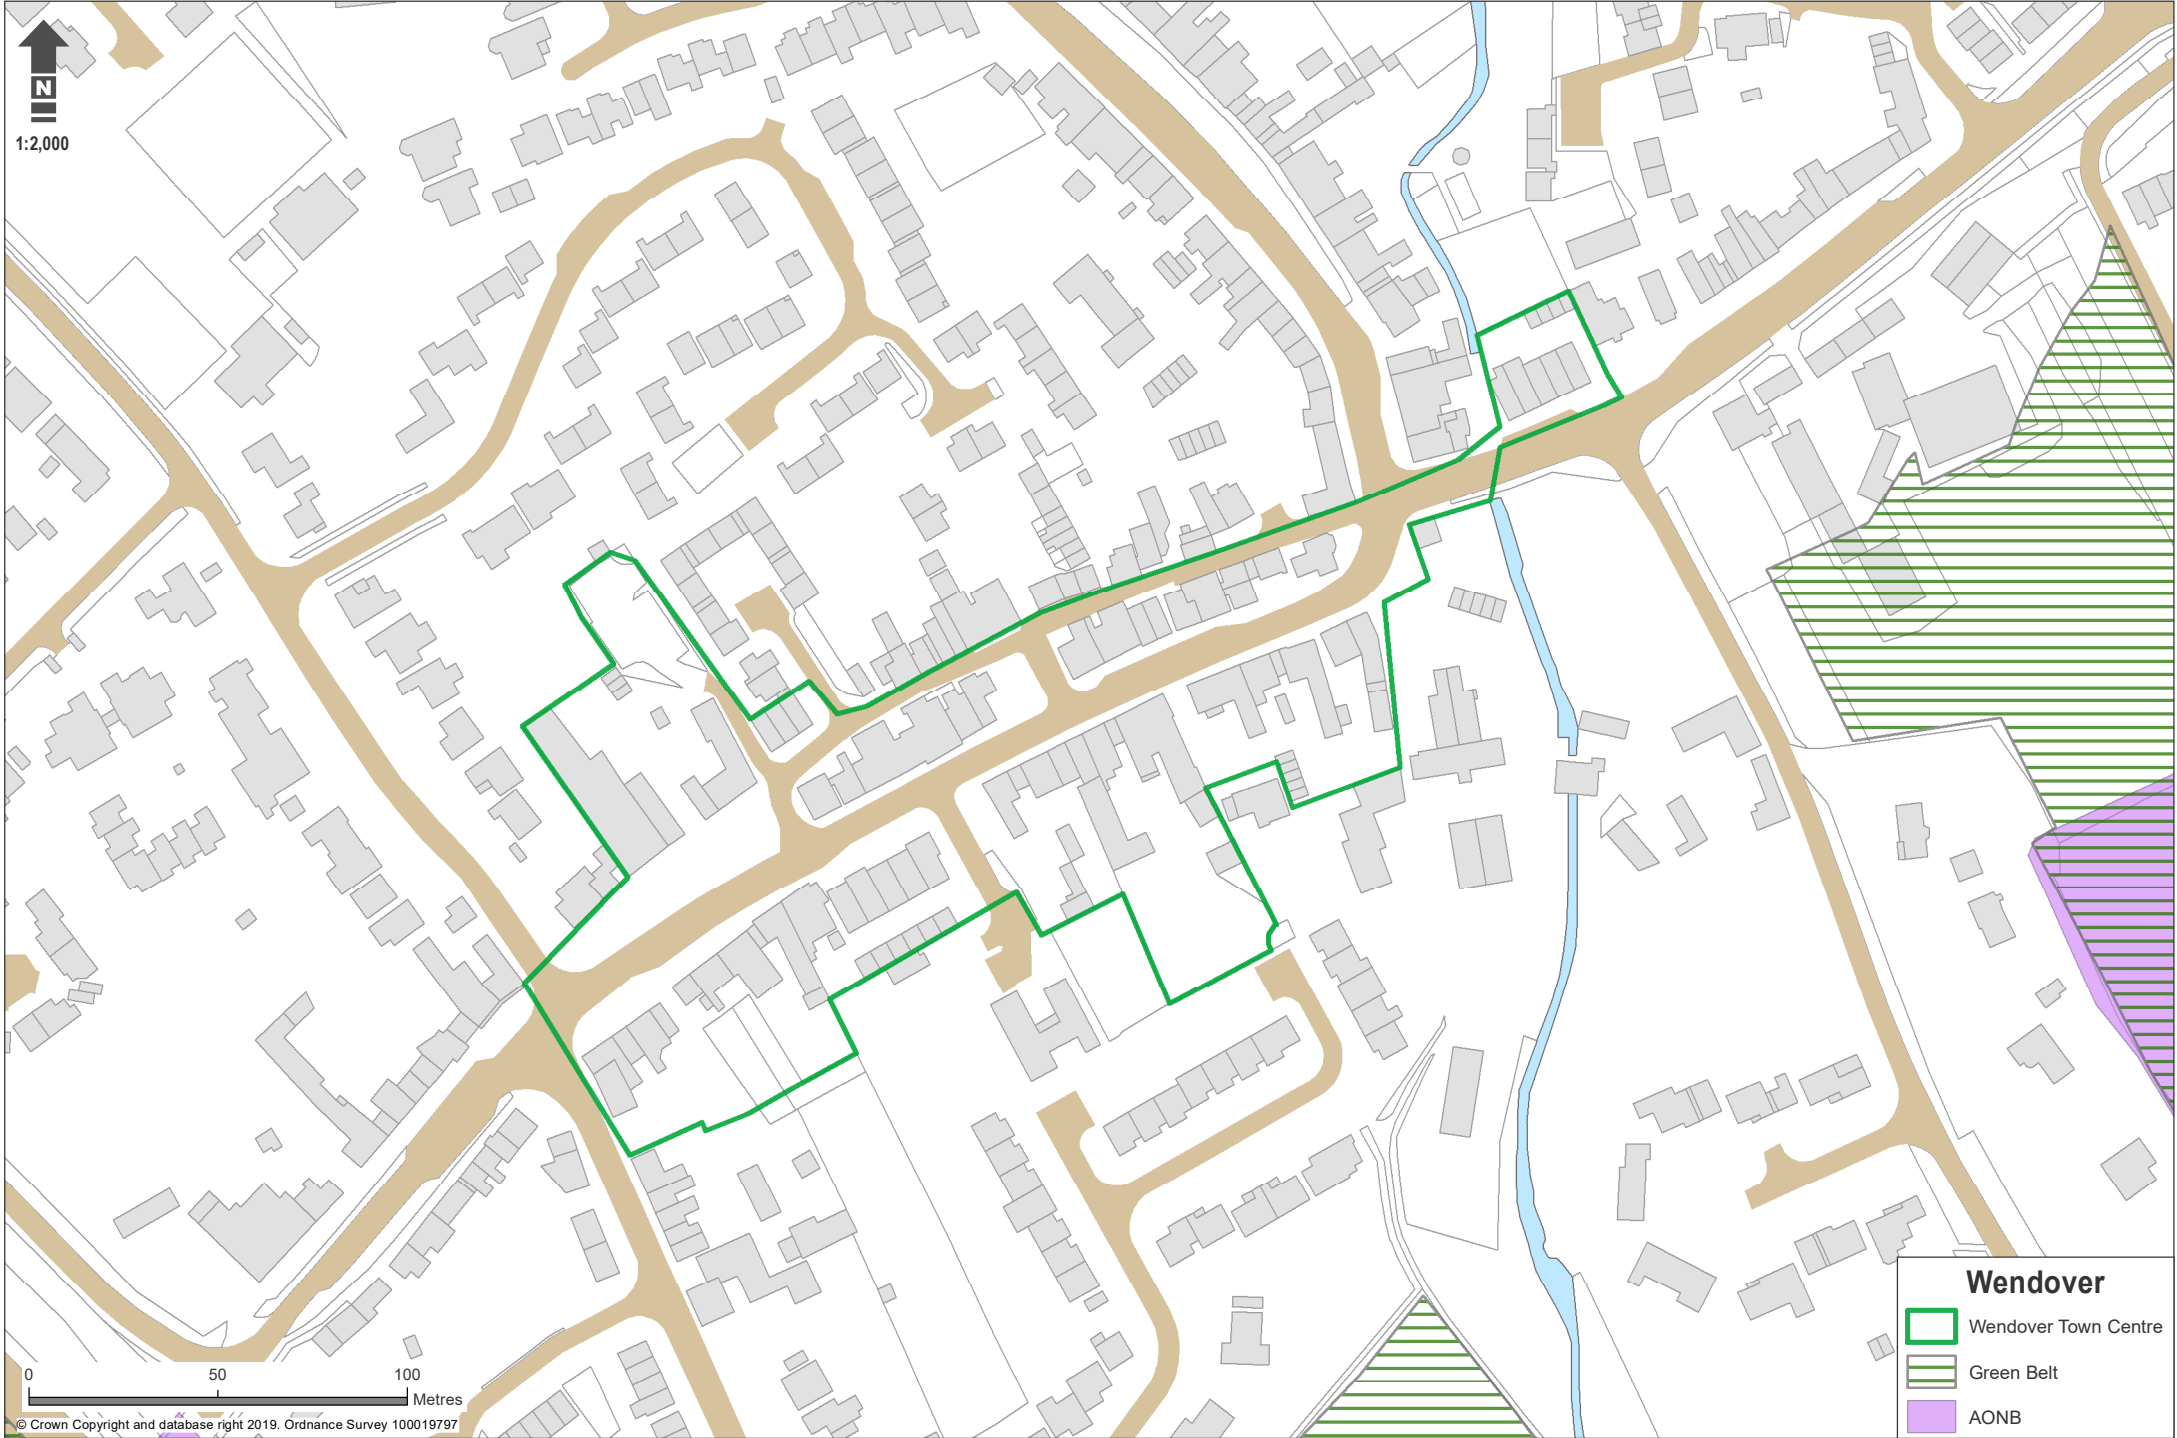 N
1:2,000
0 50 100
Metres
© Crown Copyright and database right 2019. Ordnance Survey 100019797
Wendover
Wendover Town Centre
Green Belt
AONB